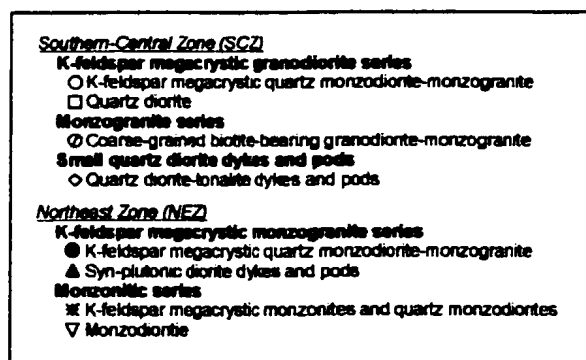 Southern-Central Zone (SCZ)
K-feldspar megacrystic granodiorite series
K-feldspar megacrystic quartz monzodiorite-monzogranite
Quartz diorite
Monzogranite series
Coarse-grained biotite-bearing granodiorite-monzogranite
Small quartz diorite dykes and pods
Quartz diorite-tonalite dykes and pods
Northeast Zone (NEZ)
K-feldspar megacrystic monzogranite series
K-feldspar megacrystic quartz monzodiorite-monzogranite
Syn-plutonic diorite dykes and pods
Monzonitic series
K-feldspar megacrystic monzonites and quartz monzodiorites
Monzodiontie